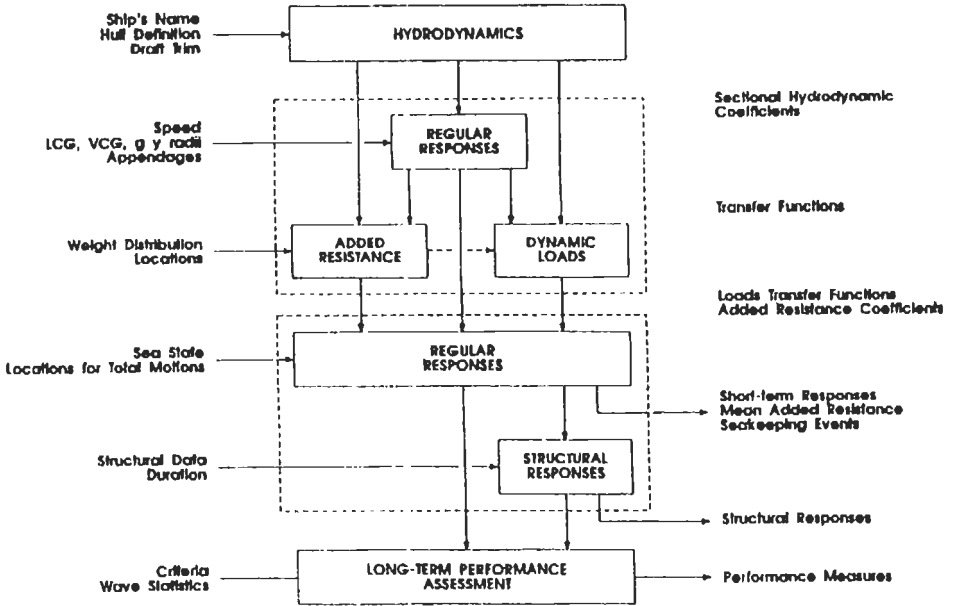 Ship's Name
Hull Definition
Draft Trim
HYDRODYNAMICS
Sectional Hydrodynamic
Coefficients
Speed
LCG, VCG, g y radii
Appendages
REGULAR
RESPONSES
Transfer Functions
Weight Distribution
Locations
ADDED
RESISTANCE
DYNAMIC
LOADS
Loads Transfer Functions
Added Resistance Coefficients
Sea State
Locations for Total Motions
REGULAR
RESPONSES
Short-term Responses
Mean Added Resistance
Seakeeping Events
Structural Data
Duration
STRUCTURAL
RESPONSES
Structural Responses
Criteria
Wave Statistics
LONG-TERM PERFORMANCE
ASSESSMENT
Performance Measures